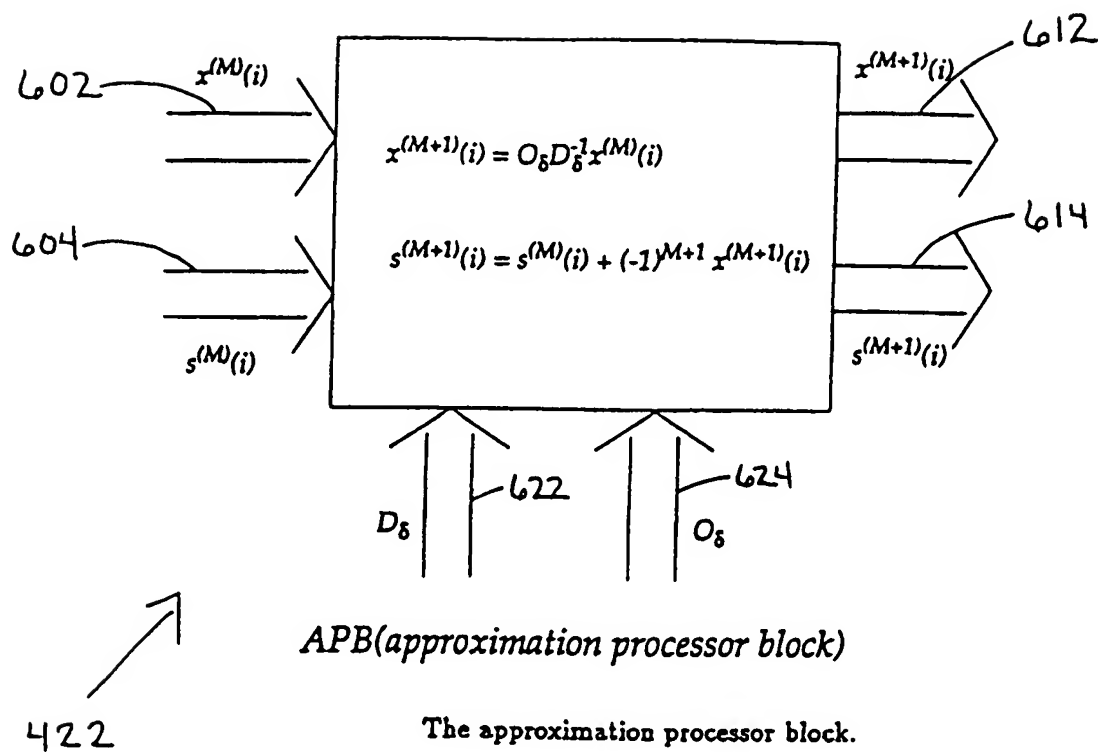 612
602
x^(M)(i)
x^(M+1)(i)
x^(M+1)(i) = O_δ D_δ^-1 x^(M)(i)
604
614
s^(M+1)(i) = s^(M)(i) + (-1)^M+1 x^(M+1)(i)
s^(M)(i)
s^(M+1)(i)
622
624
D_δ
O_δ
APB(approximation processor block)
422
The approximation processor block.